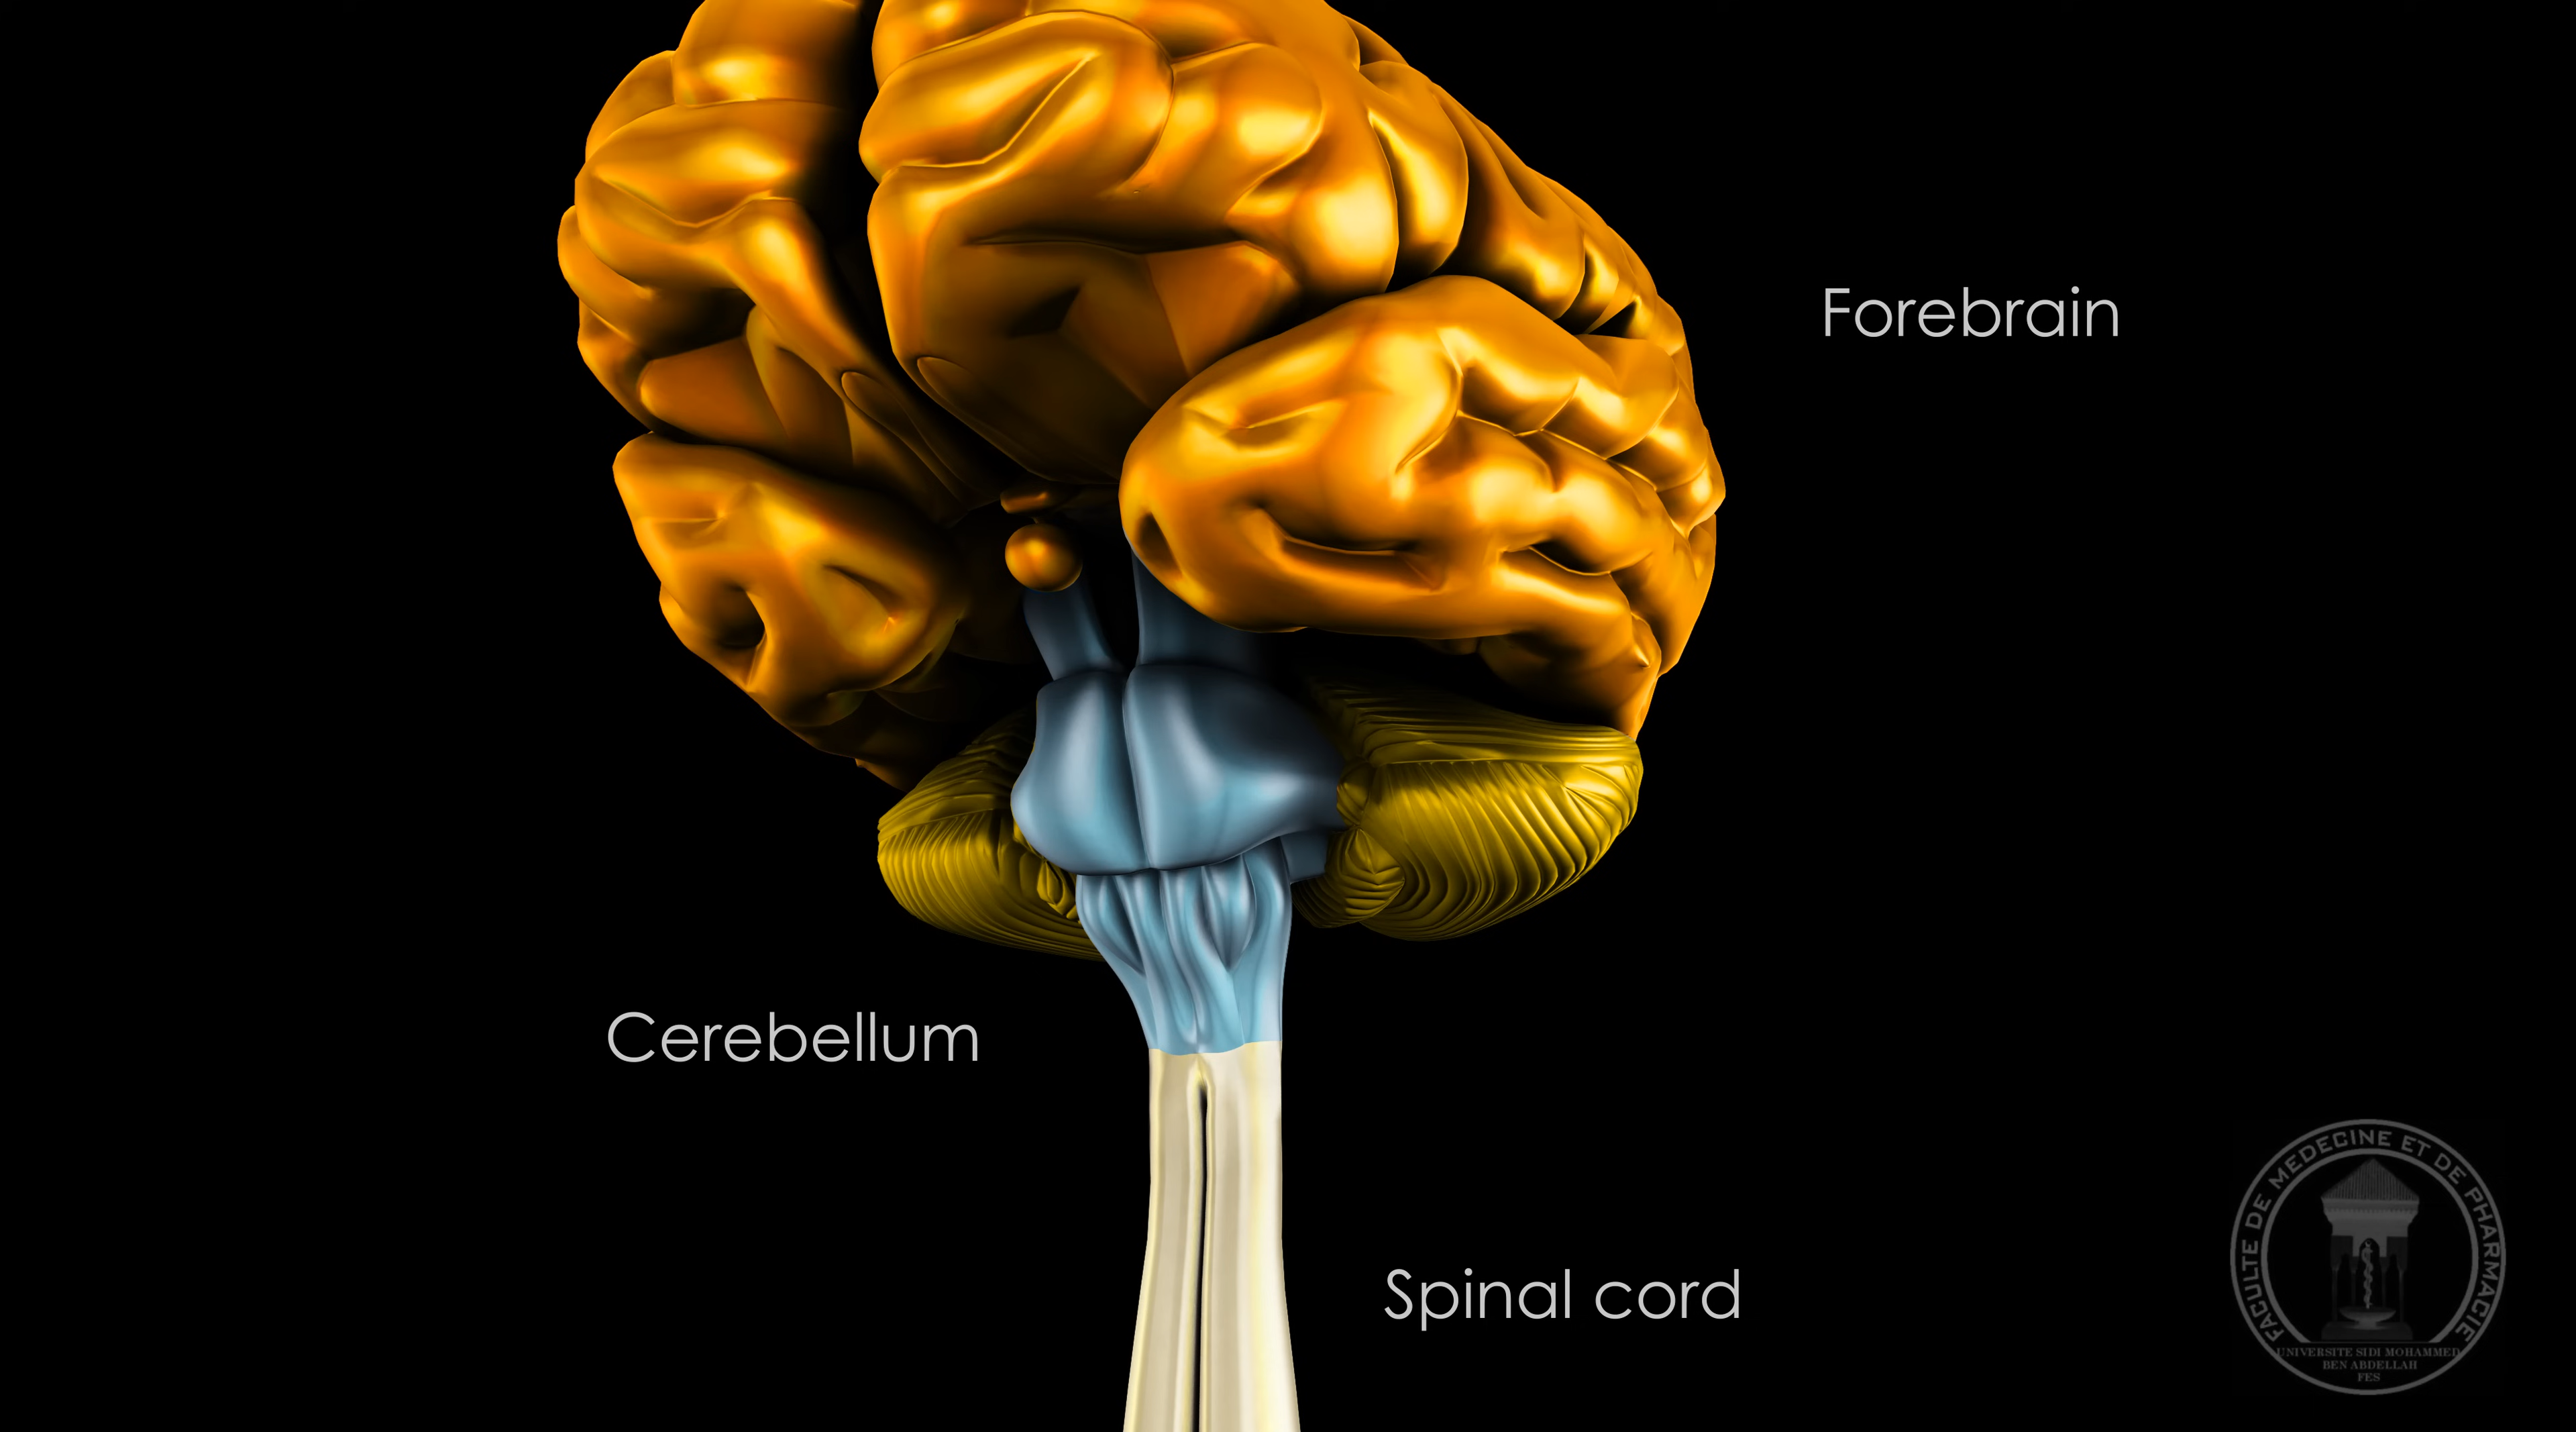 Forebrain
Cerebellum
Spinal cord
FACULTE DE MEDECINE ET DE PHARMACIE
UNIVERSITE SIDI MOHAMMED
BEN ABDELLAH
FES